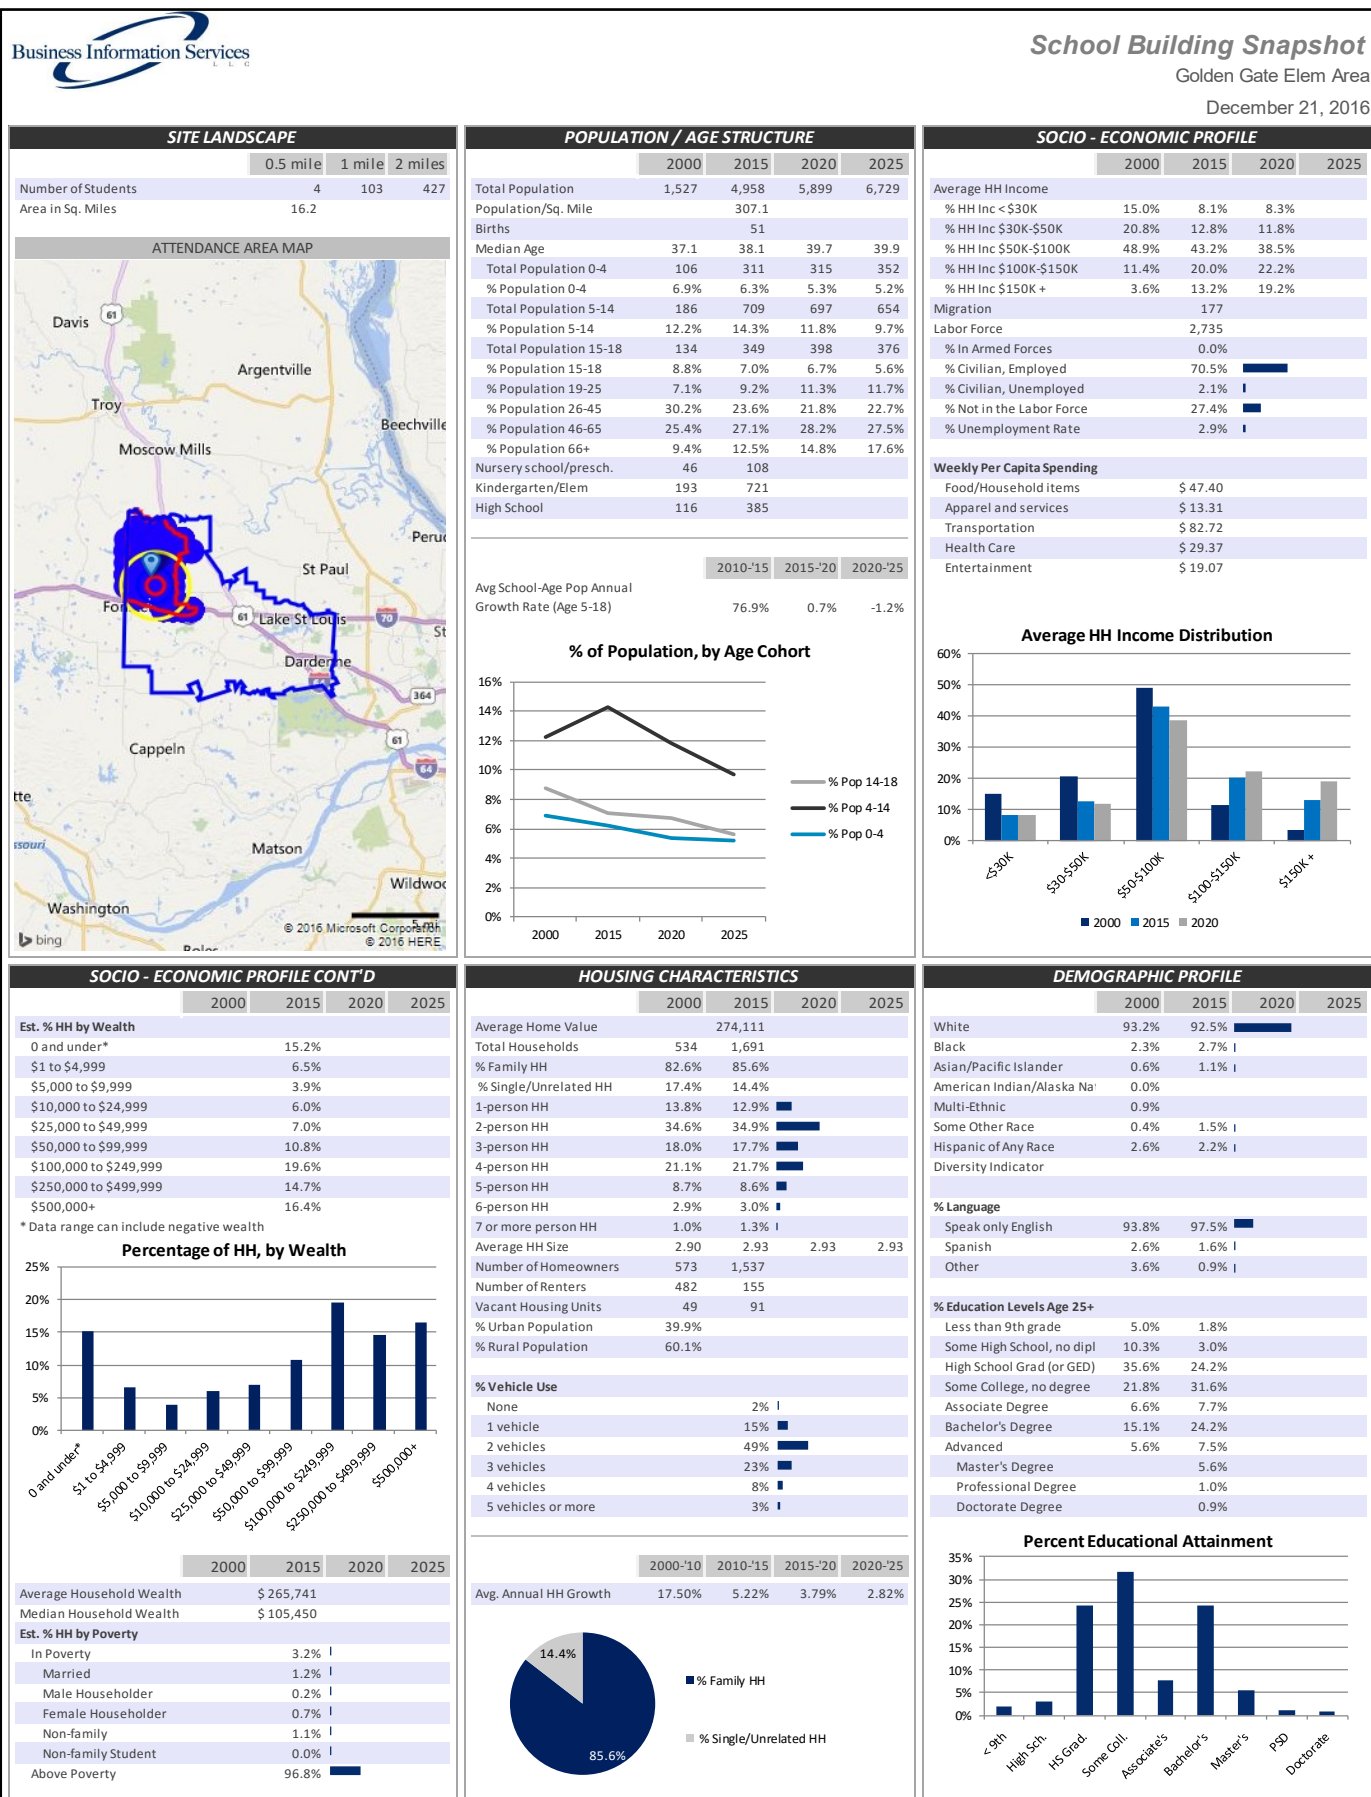 Business Information Services
L L C
School Building Snapshot
Golden Gate Elem Area
December 21, 2016
SITE LANDSCAPE
0.5 mile 1 mile 2 miles
Number of Students 4 103 427
Area in Sq. Miles 16.2
ATTENDANCE AREA MAP
61
Davis
Argentville
Troy
Beechville
Moscow Mills
St Paul
61 Lake St Louis 70
Dardenne
364
Cappeln
61
64
Matson
Washington
5 mi
© 2016 Microsoft Corporation
bing © 2016 HERE
POPULATION / AGE STRUCTURE
2000 2015 2020 2025
Total Population 1,527 4,958 5,899 6,729
Population/Sq. Mile 307.1
Births 51
Median Age 37.1 38.1 39.7 39.9
Total Population 0-4 106 311 315 352
% Population 0-4 6.9% 6.3% 5.3% 5.2%
Total Population 5-14 186 709 697 654
% Population 5-14 12.2% 14.3% 11.8% 9.7%
Total Population 15-18 134 349 398 376
% Population 15-18 8.8% 7.0% 6.7% 5.6%
% Population 19-25 7.1% 9.2% 11.3% 11.7%
% Population 26-45 30.2% 23.6% 21.8% 22.7%
% Population 46-65 25.4% 27.1% 28.2% 27.5%
% Population 66+ 9.4% 12.5% 14.8% 17.6%
Nursery school/presch. 46 108
Kindergarten/Elem 193 721
High School 116 385
2010-'15 2015-'20 2020-'25
Avg School-Age Pop Annual
Growth Rate (Age 5-18) 76.9% 0.7% -1.2%
% of Population, by Age Cohort
16%
14%
12%
10%
8%
6%
4%
2%
0%
2000 2015 2020 2025
% Pop 14-18
% Pop 4-14
% Pop 0-4
SOCIO - ECONOMIC PROFILE
2000 2015 2020 2025
Average HH Income
% HH Inc <$30K 15.0% 8.1% 8.3%
% HH Inc $30K-$50K 20.8% 12.8% 11.8%
% HH Inc $50K-$100K 48.9% 43.2% 38.5%
% HH Inc $100K-$150K 11.4% 20.0% 22.2%
% HH Inc $150K + 3.6% 13.2% 19.2%
Migration 177
Labor Force 2,735
% In Armed Forces 0.0%
% Civilian, Employed 70.5%
% Civilian, Unemployed 2.1%
% Not in the Labor Force 27.4%
% Unemployment Rate 2.9%
Weekly Per Capita Spending
Food/Household items $ 47.40
Apparel and services $ 13.31
Transportation $ 82.72
Health Care $ 29.37
Entertainment $ 19.07
Average HH Income Distribution
60%
50%
40%
30%
20%
10%
0%
<$30K $30-$50K $50-$100K $100-$150K $150K +
2000 2015 2020
SOCIO - ECONOMIC PROFILE CONT'D
2000 2015 2020 2025
Est. % HH by Wealth
0 and under* 15.2%
$1 to $4,999 6.5%
$5,000 to $9,999 3.9%
$10,000 to $24,999 6.0%
$25,000 to $49,999 7.0%
$50,000 to $99,999 10.8%
$100,000 to $249,999 19.6%
$250,000 to $499,999 14.7%
$500,000+ 16.4%
* Data range can include negative wealth
Percentage of HH, by Wealth
25%
20%
15%
10%
5%
0%
0 and under* $1 to $4,999 $5,000 to $9,999 $10,000 to $24,999 $25,000 to $49,999 $50,000 to $99,999 $100,000 to $249,999 $250,000 to $499,999 $500,000+
2000 2015 2020 2025
Average Household Wealth $ 265,741
Median Household Wealth $ 105,450
Est. % HH by Poverty
In Poverty 3.2%
Married 1.2%
Male Householder 0.2%
Female Householder 0.7%
Non-family 1.1%
Non-family Student 0.0%
Above Poverty 96.8%
HOUSING CHARACTERISTICS
2000 2015 2020 2025
Average Home Value 274,111
Total Households 534 1,691
% Family HH 82.6% 85.6%
% Single/Unrelated HH 17.4% 14.4%
1-person HH 13.8% 12.9%
2-person HH 34.6% 34.9%
3-person HH 18.0% 17.7%
4-person HH 21.1% 21.7%
5-person HH 8.7% 8.6%
6-person HH 2.9% 3.0%
7 or more person HH 1.0% 1.3%
Average HH Size 2.90 2.93 2.93 2.93
Number of Homeowners 573 1,537
Number of Renters 482 155
Vacant Housing Units 49 91
% Urban Population 39.9%
% Rural Population 60.1%
% Vehicle Use
None 2%
1 vehicle 15%
2 vehicles 49%
3 vehicles 23%
4 vehicles 8%
5 vehicles or more 3%
2000-'10 2010-'15 2015-'20 2020-'25
Avg. Annual HH Growth 17.50% 5.22% 3.79% 2.82%
14.4%
85.6%
% Family HH
% Single/Unrelated HH
DEMOGRAPHIC PROFILE
2000 2015 2020 2025
White 93.2% 92.5%
Black 2.3% 2.7%
Asian/Pacific Islander 0.6% 1.1%
American Indian/Alaska Na 0.0%
Multi-Ethnic 0.9%
Some Other Race 0.4% 1.5%
Hispanic of Any Race 2.6% 2.2%
Diversity Indicator
% Language
Speak only English 93.8% 97.5%
Spanish 2.6% 1.6%
Other 3.6% 0.9%
% Education Levels Age 25+
Less than 9th grade 5.0% 1.8%
Some High School, no dipl 10.3% 3.0%
High School Grad (or GED) 35.6% 24.2%
Some College, no degree 21.8% 31.6%
Associate Degree 6.6% 7.7%
Bachelor's Degree 15.1% 24.2%
Advanced 5.6% 7.5%
Master's Degree 5.6%
Professional Degree 1.0%
Doctorate Degree 0.9%
Percent Educational Attainment
35%
30%
25%
20%
15%
10%
5%
0%
< 9th High Sch. HS Grad. Some Coll. Associate's Bachelor's Master's PSD Doctorate